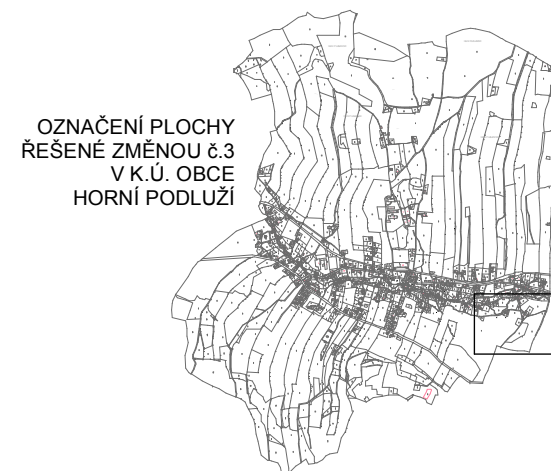 OZNAČENÍ PLOCHY
ŘEŠENÉ ZMĚNOU č.3
V K.Ú. OBCE
HORNÍ PODLUŽÍ